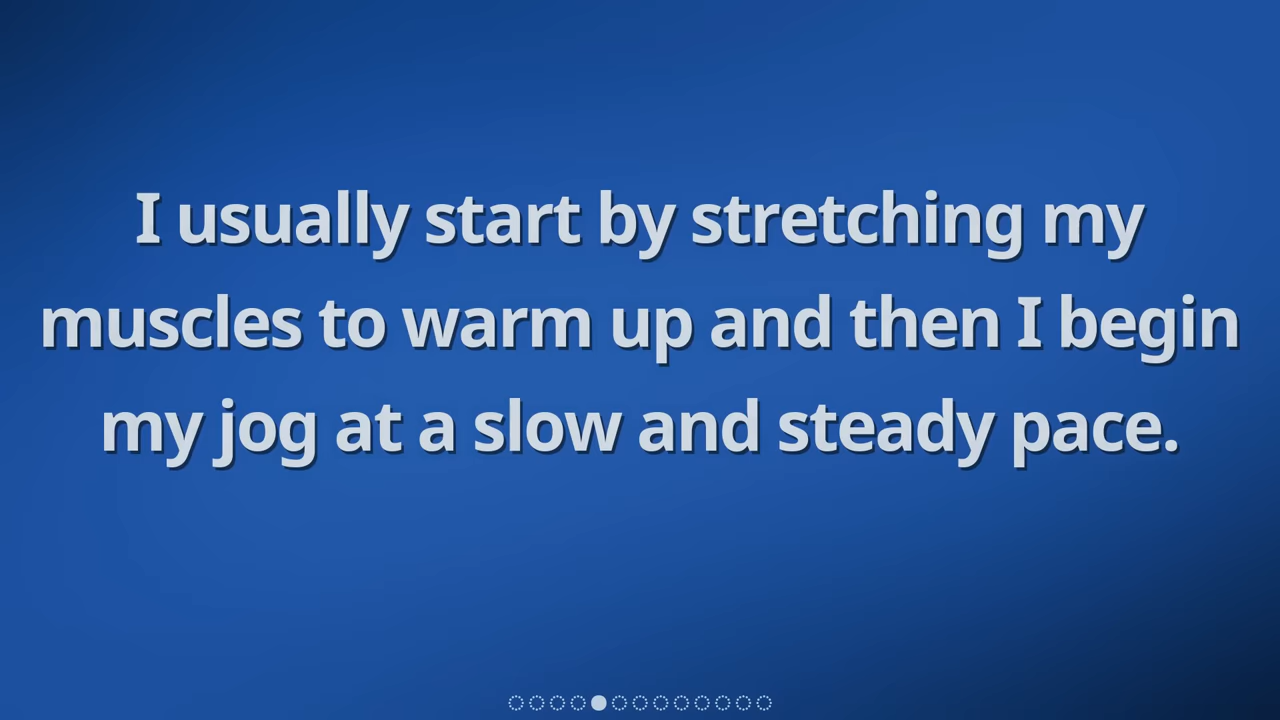 I usually start by stretching my
muscles to warm up and then I begin
my jog at a slow and steady pace.